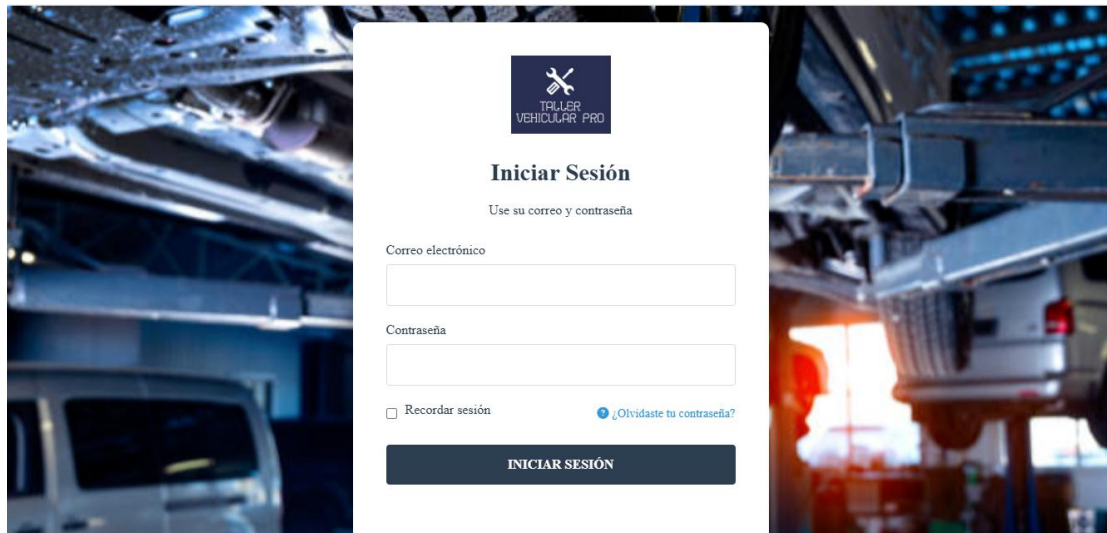 TALLER
VEHICULAR PRO
Iniciar Sesión
Use su correo y contraseña
Correo electrónico
Contraseña
Recordar sesión
? ¿Olvidaste tu contraseña?
INICIAR SESIÓN